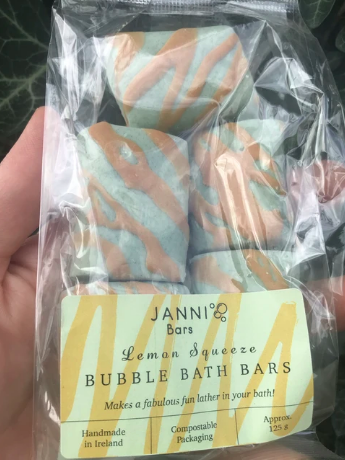 JANNI
Bars
Lemon Squeeze
BUBBLE BATH BARS
Makes a fabulous fun lather in your bath!
Handmade
in Ireland
Compostable
Packaging
Approx.
125 g